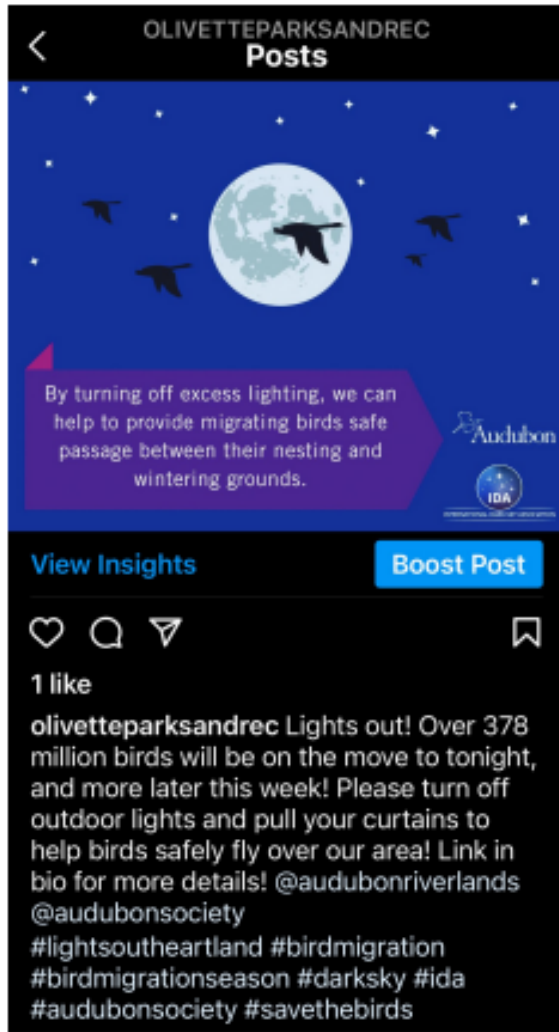 OLIVETTEPARKSANDREC
Posts
By turning off excess lighting, we can
help to provide migrating birds safe
passage between their nesting and
wintering grounds.
Audubon
IDA
INTERNATIONAL DARK-SKY ASSOCIATION
View Insights
Boost Post
1 like
olivetteparksandrec Lights out! Over 378
million birds will be on the move to tonight,
and more later this week! Please turn off
outdoor lights and pull your curtains to
help birds safely fly over our area! Link in
bio for more details! @audubonriverlands
@audubonsociety
#lightsoutheartland #birdmigration
#birdmigrationseason #darksky #ida
#audubonsociety #savethebirds